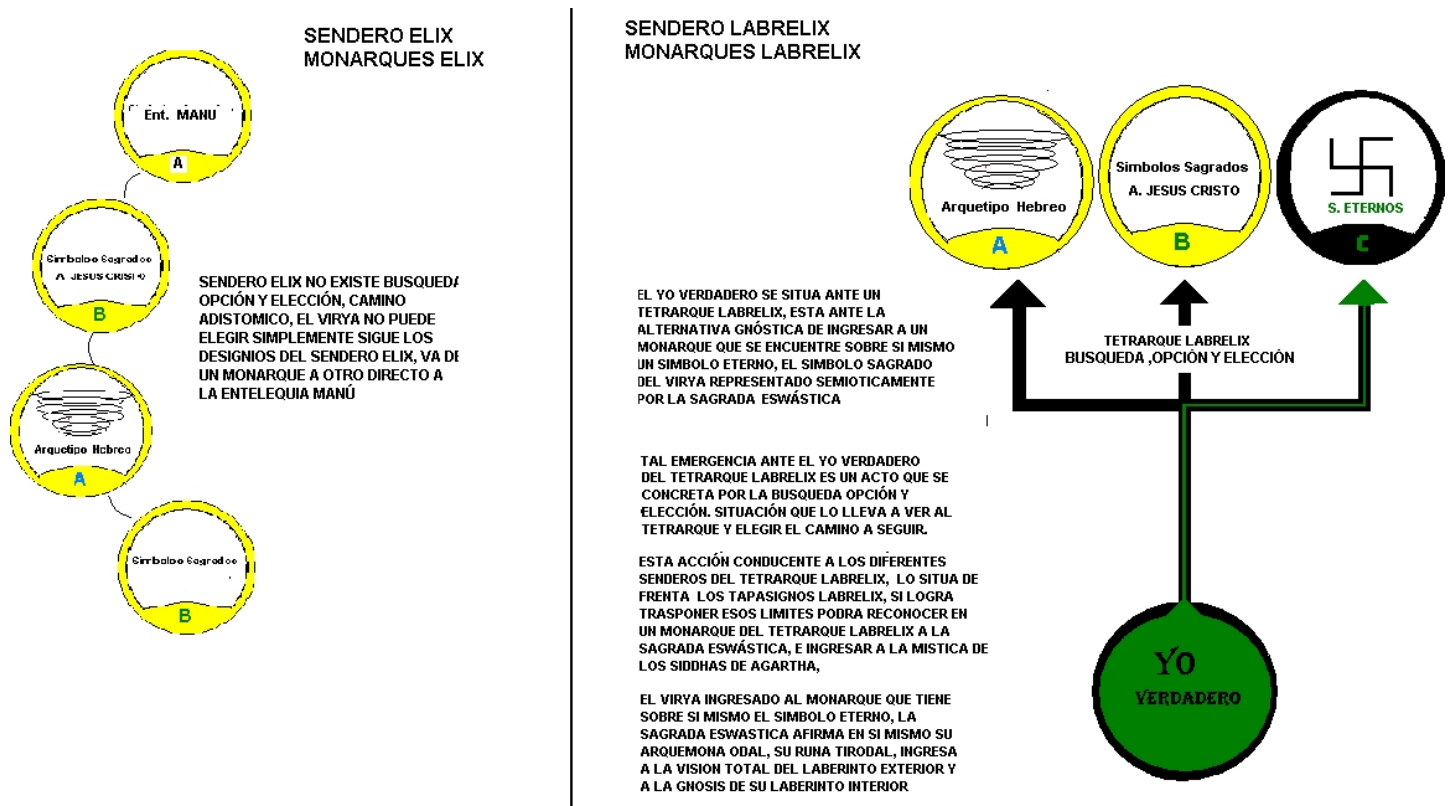 SENDERO ELIX
MONARQUES ELIX
Ent. MANU
A
Simbolos Sagrados
A. JESUS CRISTO
B
SENDERO ELIX NO EXISTE BUSQUEDA
OPCIÓN Y ELECCIÓN, CAMINO
ADISTOMICO, EL VIRYA NO PUEDE
ELEGIR SIMPLEMENTE SIGUE LOS
DESIGNIOS DEL SENDERO ELIX, VA DE
UN MONARQUE A OTRO DIRECTO A
LA ENTELEQUIA MANÚ
Arquetipo Hebreo
A
Simbolos Sagrados
B
SENDERO LABRELIX
MONARQUES LABRELIX
Arquetipo Hebreo
A
Simbolos Sagrados
A. JESUS CRISTO
B
S. ETERNOS
C
EL YO VERDADERO SE SITUA ANTE UN
TETRARQUE LABRELIX, ESTA ANTE LA
ALTERNATIVA GNÓSTICA DE INGRESAR A UN
MONARQUE QUE SE ENCUENTRE SOBRE SI MISMO
UN SIMBOLO ETERNO, EL SIMBOLO SAGRADO
DEL VIRYA REPRESENTADO SEMIOTICAMENTE
POR LA SAGRADA ESWÁSTICA
TETRARQUE LABRELIX
BUSQUEDA ,OPCIÓN Y ELECCIÓN
TAL EMERGENCIA ANTE EL YO VERDADERO
DEL TETRARQUE LABRELIX ES UN ACTO QUE SE
CONCRETA POR LA BUSQUEDA OPCIÓN Y
ELECCIÓN. SITUACIÓN QUE LO LLEVA A VER AL
TETRARQUE Y ELEGIR EL CAMINO A SEGUIR.
ESTA ACCIÓN CONDUCENTE A LOS DIFERENTES
SENDEROS DEL TETRARQUE LABRELIX, LO SITUA DE
FRENTA LOS TAPASIGNOS LABRELIX, SI LOGRA
TRASPONER ESOS LIMITES PODRA RECONOCER EN
UN MONARQUE DEL TETRARQUE LABRELIX A LA
SAGRADA ESWÁSTICA, E INGRESAR A LA MISTICA DE
LOS SIDDHAS DE AGARTHA,
EL VIRYA INGRESADO AL MONARQUE QUE TIENE
SOBRE SI MISMO EL SIMBOLO ETERNO, LA
SAGRADA ESWASTICA AFIRMA EN SI MISMO SU
ARQUEMONA ODAL, SU RUNA TIRODAL, INGRESA
A LA VISION TOTAL DEL LABERINTO EXTERIOR Y
A LA GNOSIS DE SU LABERINTO INTERIOR
YO
VERDADERO